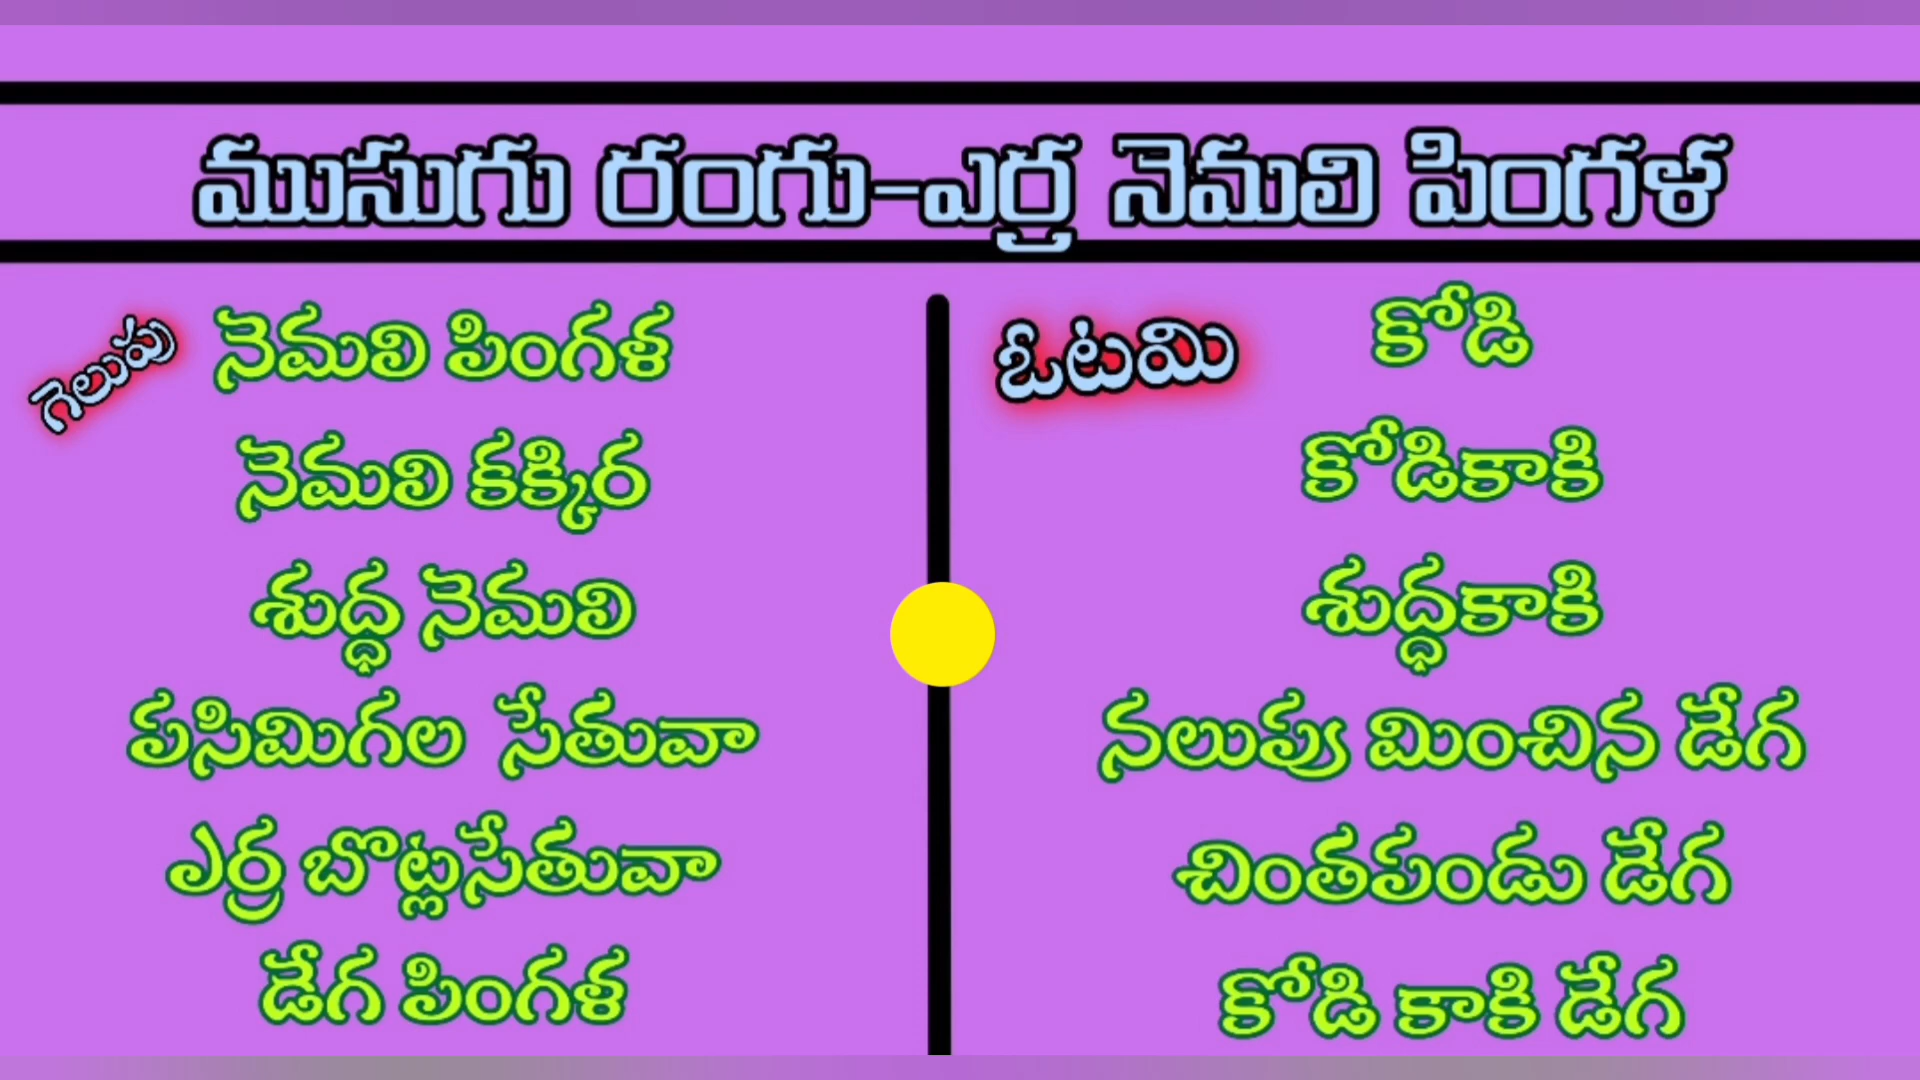 ముసుగు రంగు-ఎర్ర నెమలి పింగళ
గెలుపు
నెమలి పింగళ
నెమలి కక్కిర
శుద్ధ నెమలి
పసిమిగల సేతువా
ఎర్ర బొట్లసేతువా
డేగ పింగళ
ఓటమి
కోడి
కోడికాకి
శుద్ధకాకి
నలుపు మించిన డేగ
చింతపండు డేగ
కోడి కాకి డేగ